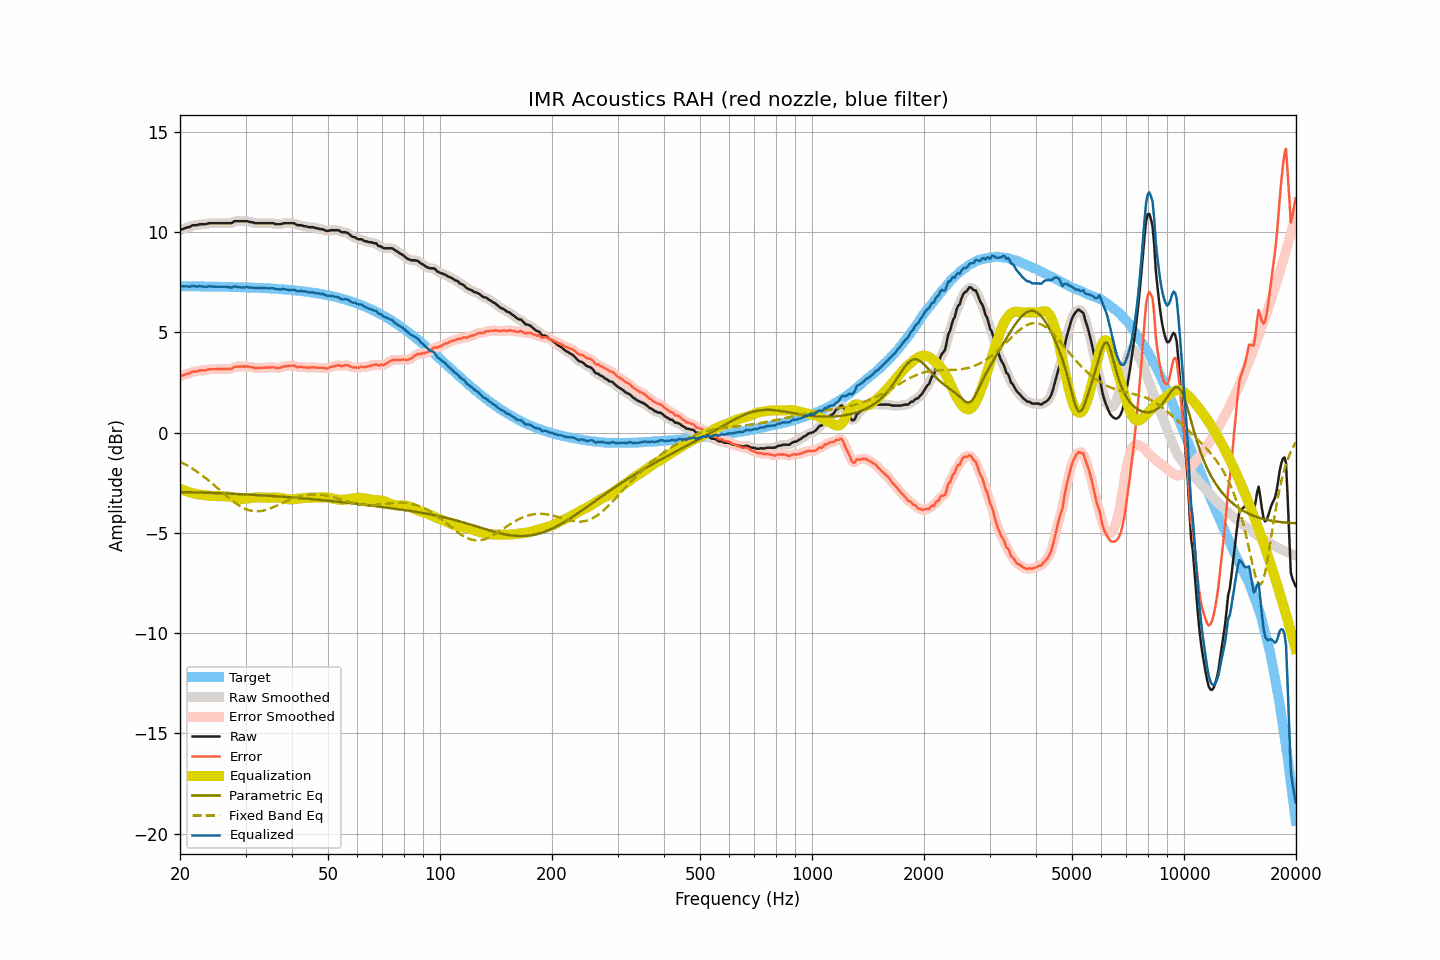 IMR Acoustics RAH (red nozzle, blue filter)
15
10
5
0
−5
−10
−15
−20
Amplitude (dBr)
Target
Raw Smoothed
Error Smoothed
Raw
Error
Equalization
Parametric Eq
Fixed Band Eq
Equalized
20 50 100 200 500 1000 2000 5000 10000 20000
Frequency (Hz)